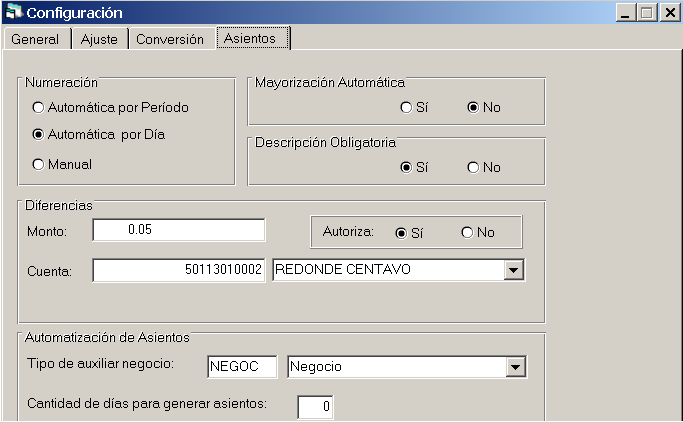 Configuración
General Ajuste Conversión Asientos
Numeración
Automática por Período
Automática por Día
Manual
Mayorización Automática
Sí No
Descripción Obligatoria
Sí No
Diferencias
Monto: 0.05
Autoriza: Sí No
Cuenta: 50113010002 REDONDE CENTAVO
Automatización de Asientos
Tipo de auxiliar negocio: NEGOC Negocio
Cantidad de días para generar asientos: 0